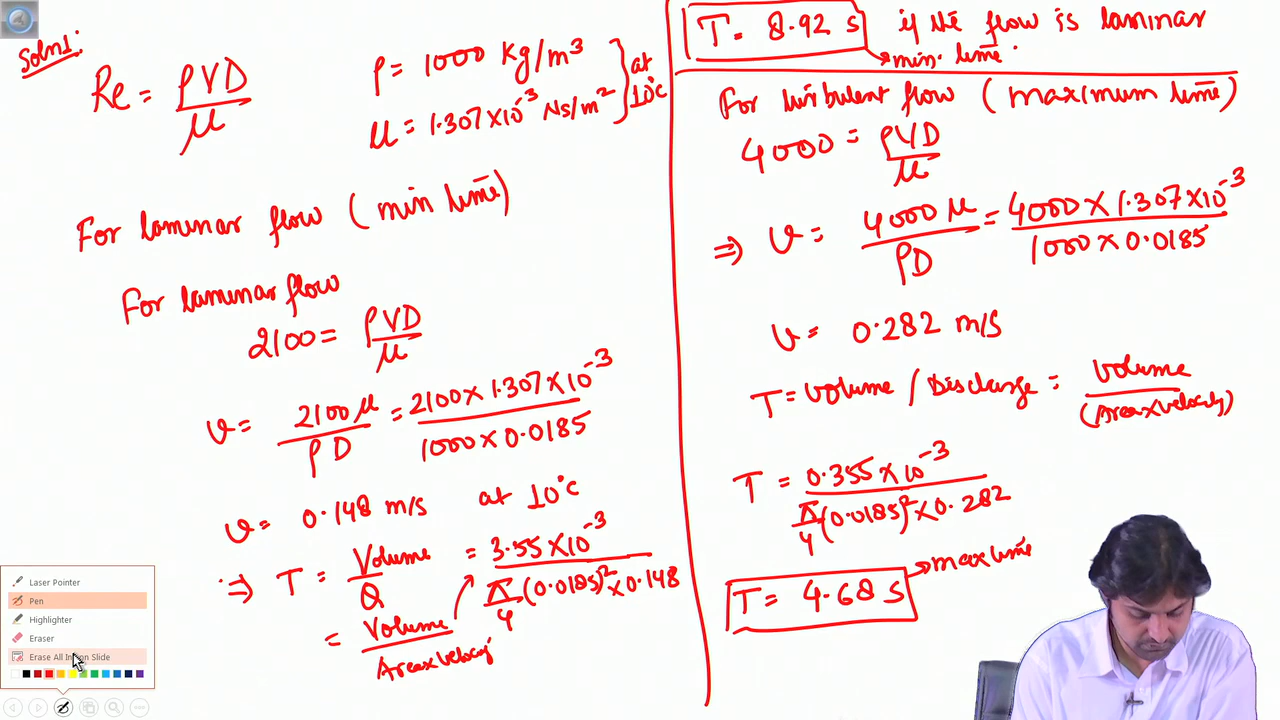 Soln1:
Re = ρVD / μ
ρ = 1000 Kg/m³
μ = 1.307×10⁻³ Ns/m² } at 10°C
For laminar flow (min time)
For laminar flow
2100 = ρVD / μ
v = 2100 μ / ρ D = 2100 × 1.307 × 10⁻³ / 1000 × 0.0185
v = 0.148 m/s at 10°C
⇒ T = Volume / Q = 3.55 × 10⁻³ / π/4 (0.0185)² × 0.148
= Volume / Area × velocity
T = 8.92 s if the flow is laminar
→ min. time.
For turbulent flow (maximum time)
4000 = ρVD / μ
⇒ v = 4000 μ / ρD = 4000 × 1.307 × 10⁻³ / 1000 × 0.0185
v = 0.282 m/s
T = Volume / Discharge = Volume / (Area × velocity)
T = 0.355 × 10⁻³ / π/4 (0.0185)² × 0.282
T = 4.68 s → max time
Laser Pointer
Pen
Highlighter
Eraser
Erase All Ink on Slide